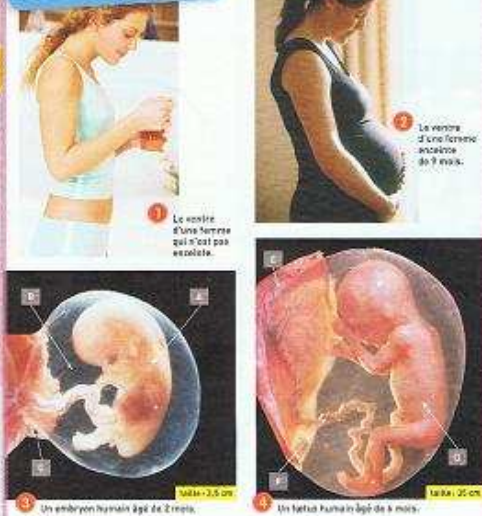 1
Le ventre
d'une femme
qui n'est pas
enceinte.
2
Le ventre
d'une femme
enceinte
de 9 mois.
B
A
C
taille : 3,5 cm
3 Un embryon humain âgé de 2 mois.
E
F
D
taille : 35 cm
4 Un fœtus humain âgé de 6 mois.